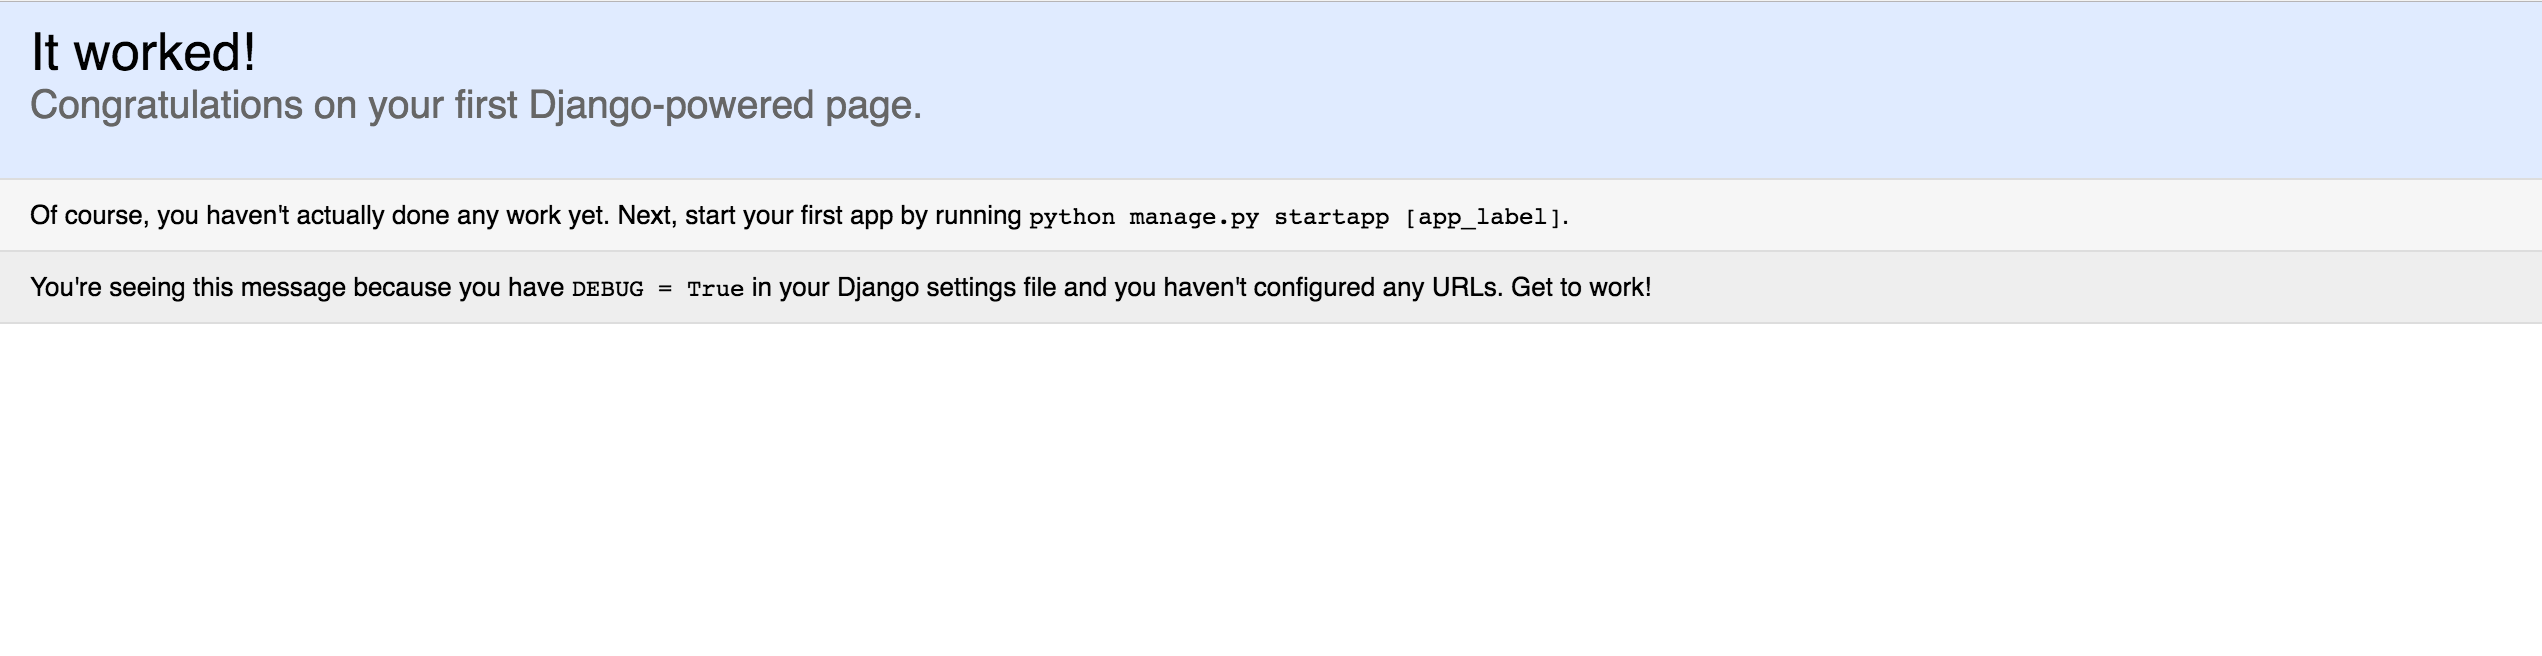 It worked!
Congratulations on your first Django-powered page.
Of course, you haven't actually done any work yet. Next, start your first app by running python manage.py startapp [app_label].
You're seeing this message because you have DEBUG = True in your Django settings file and you haven't configured any URLs. Get to work!